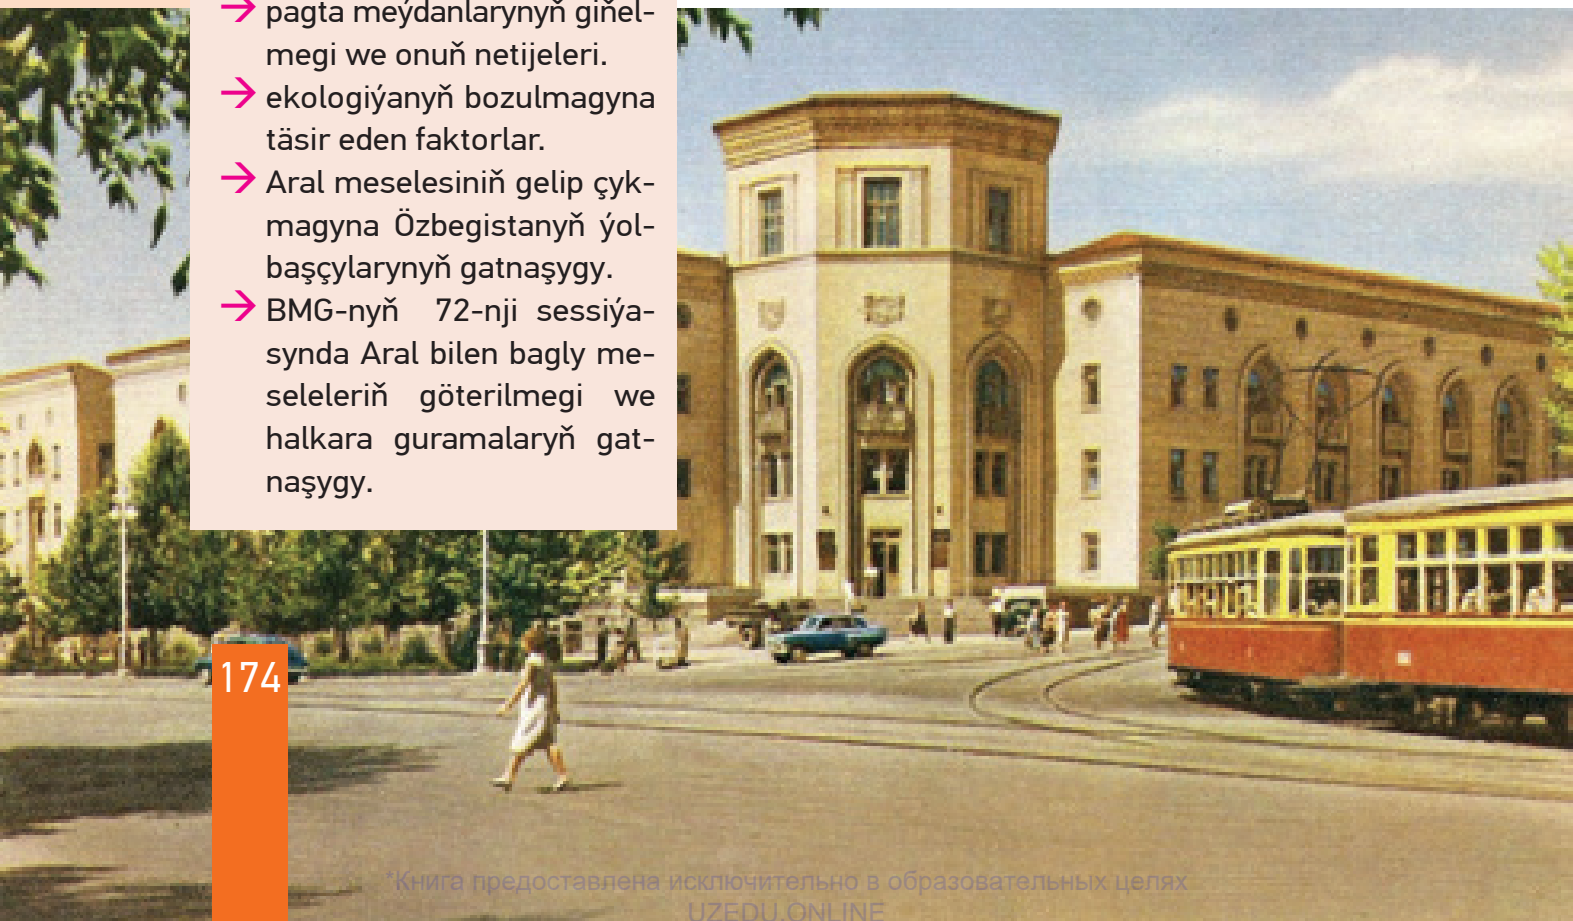 → pagta meýdanlarynyň giňel-
megi we onuň netijeleri.
→ ekologiýanyň bozulmagyna
täsir eden faktorlar.
→ Aral meselesiniň gelip çyk-
magyna Özbegistanyň ýol-
başçylarynyň gatnaşygy.
→ BMG-nyň 72-nji sessiýa-
synda Aral bilen bagly me-
seleleriň göterilmegi we
halkara guramalaryň gat-
naşygy.
174
*Книга предоставлена исключительно в образовательных целях
UZEDU.ONLINE